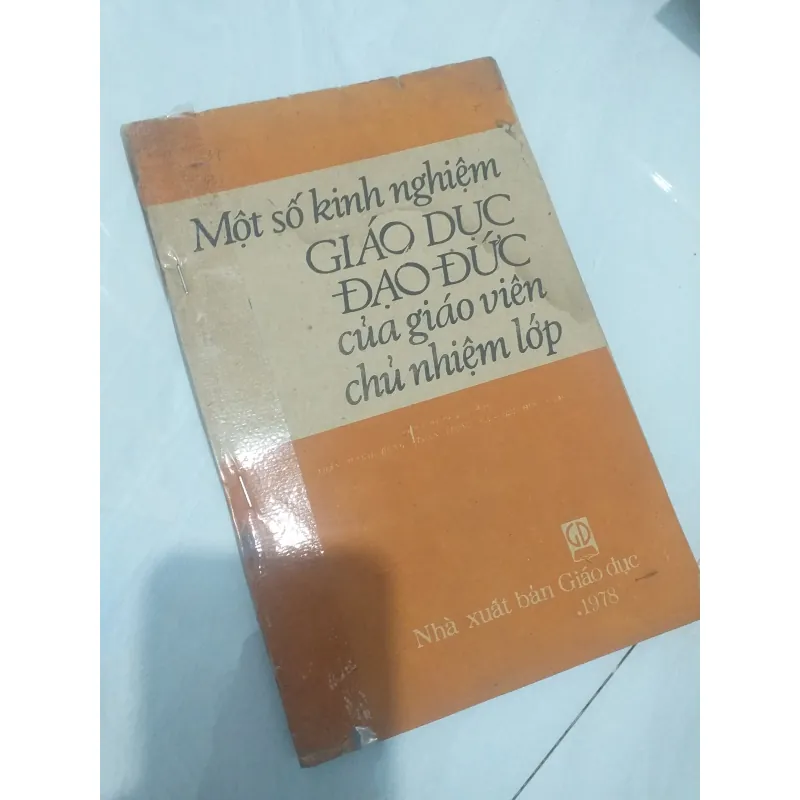 Một số kinh nghiệm
GIÁO DỤC
ĐẠO ĐỨC
của giáo viên
chủ nhiệm lớp
GD
Nhà xuất bản Giáo dục
.1978